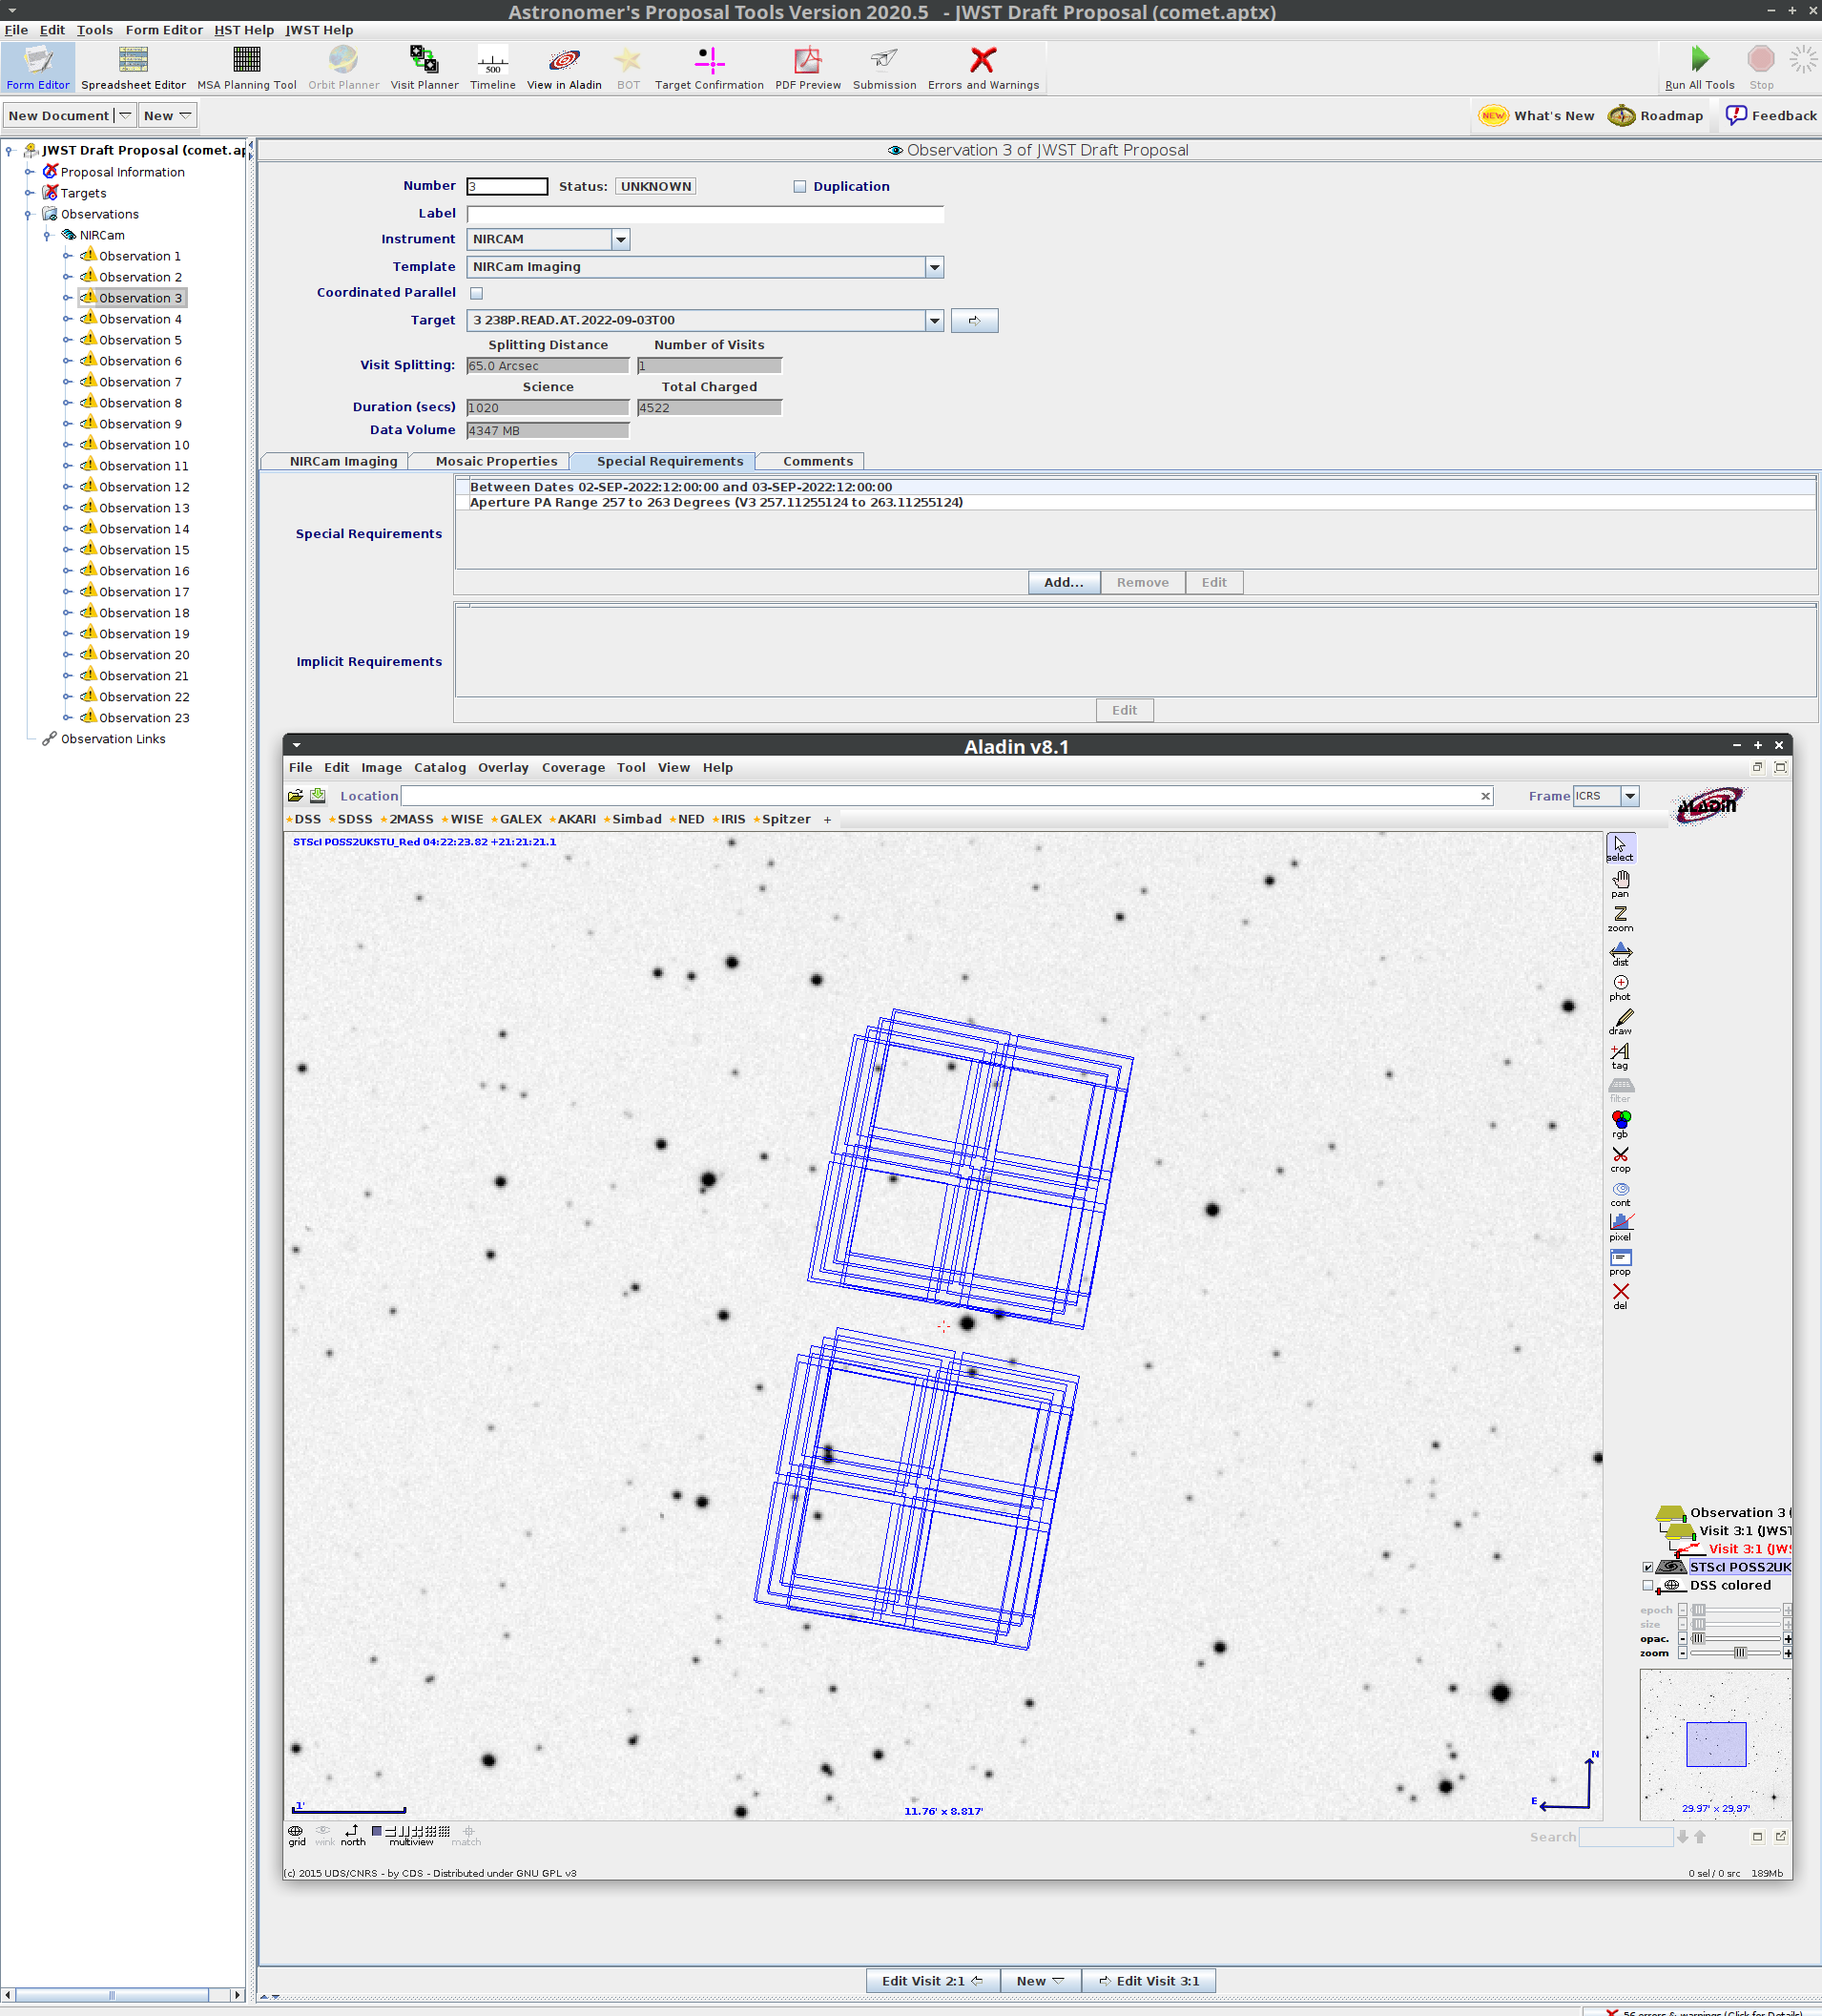 Astronomer's Proposal Tools Version 2020.5 - JWST Draft Proposal (comet.aptx)
File Edit Tools Form Editor HST Help JWST Help
Form Editor Spreadsheet Editor MSA Planning Tool Orbit Planner Visit Planner Timeline View in Aladin BOT Target Confirmation PDF Preview Submission Errors and Warnings Run All Tools Stop
500
New Document New What's New Roadmap Feedback
NEW
JWST Draft Proposal (comet.ap
Proposal Information
Targets
Observations
NIRCam
Observation 1
Observation 2
Observation 3
Observation 4
Observation 5
Observation 6
Observation 7
Observation 8
Observation 9
Observation 10
Observation 11
Observation 12
Observation 13
Observation 14
Observation 15
Observation 16
Observation 17
Observation 18
Observation 19
Observation 20
Observation 21
Observation 22
Observation 23
Observation Links
Observation 3 of JWST Draft Proposal
Number 3 Status: UNKNOWN Duplication
Label
Instrument NIRCAM
Template NIRCam Imaging
Coordinated Parallel
Target 3 238P.READ.AT.2022-09-03T00
Splitting Distance Number of Visits
Visit Splitting: 65.0 Arcsec 1
Science Total Charged
Duration (secs) 1020 4522
Data Volume 4347 MB
NIRCam Imaging Mosaic Properties Special Requirements Comments
Between Dates 02-SEP-2022:12:00:00 and 03-SEP-2022:12:00:00
Aperture PA Range 257 to 263 Degrees (V3 257.11255124 to 263.11255124)
Special Requirements
Add... Remove Edit
Implicit Requirements
Edit
Aladin v8.1
File Edit Image Catalog Overlay Coverage Tool View Help
Location Frame ICRS
ALADIN
DSS SDSS 2MASS WISE GALEX AKARI Simbad NED IRIS Spitzer +
STScI POSS2UKSTU_Red 04:22:23.82 +21:21:21.1
select
pan
zoom
dist
phot
draw
tag
filter
rgb
crop
cont
pixel
prop
del
Observation 3 (
Visit 3:1 (JWST
Visit 3:1 (JWS
STScI POSS2UK
DSS colored
epoch
size
opac.
zoom
N
E
1'
11.76' x 8.817'
29.97' x 29.97'
grid wink north multiview match Search
(c) 2015 UDS/CNRS - by CDS - Distributed under GNU GPL v3 0 sel / 0 src 189Mb
Edit Visit 2:1 New Edit Visit 3:1
56 errors & warnings (Click for Details)